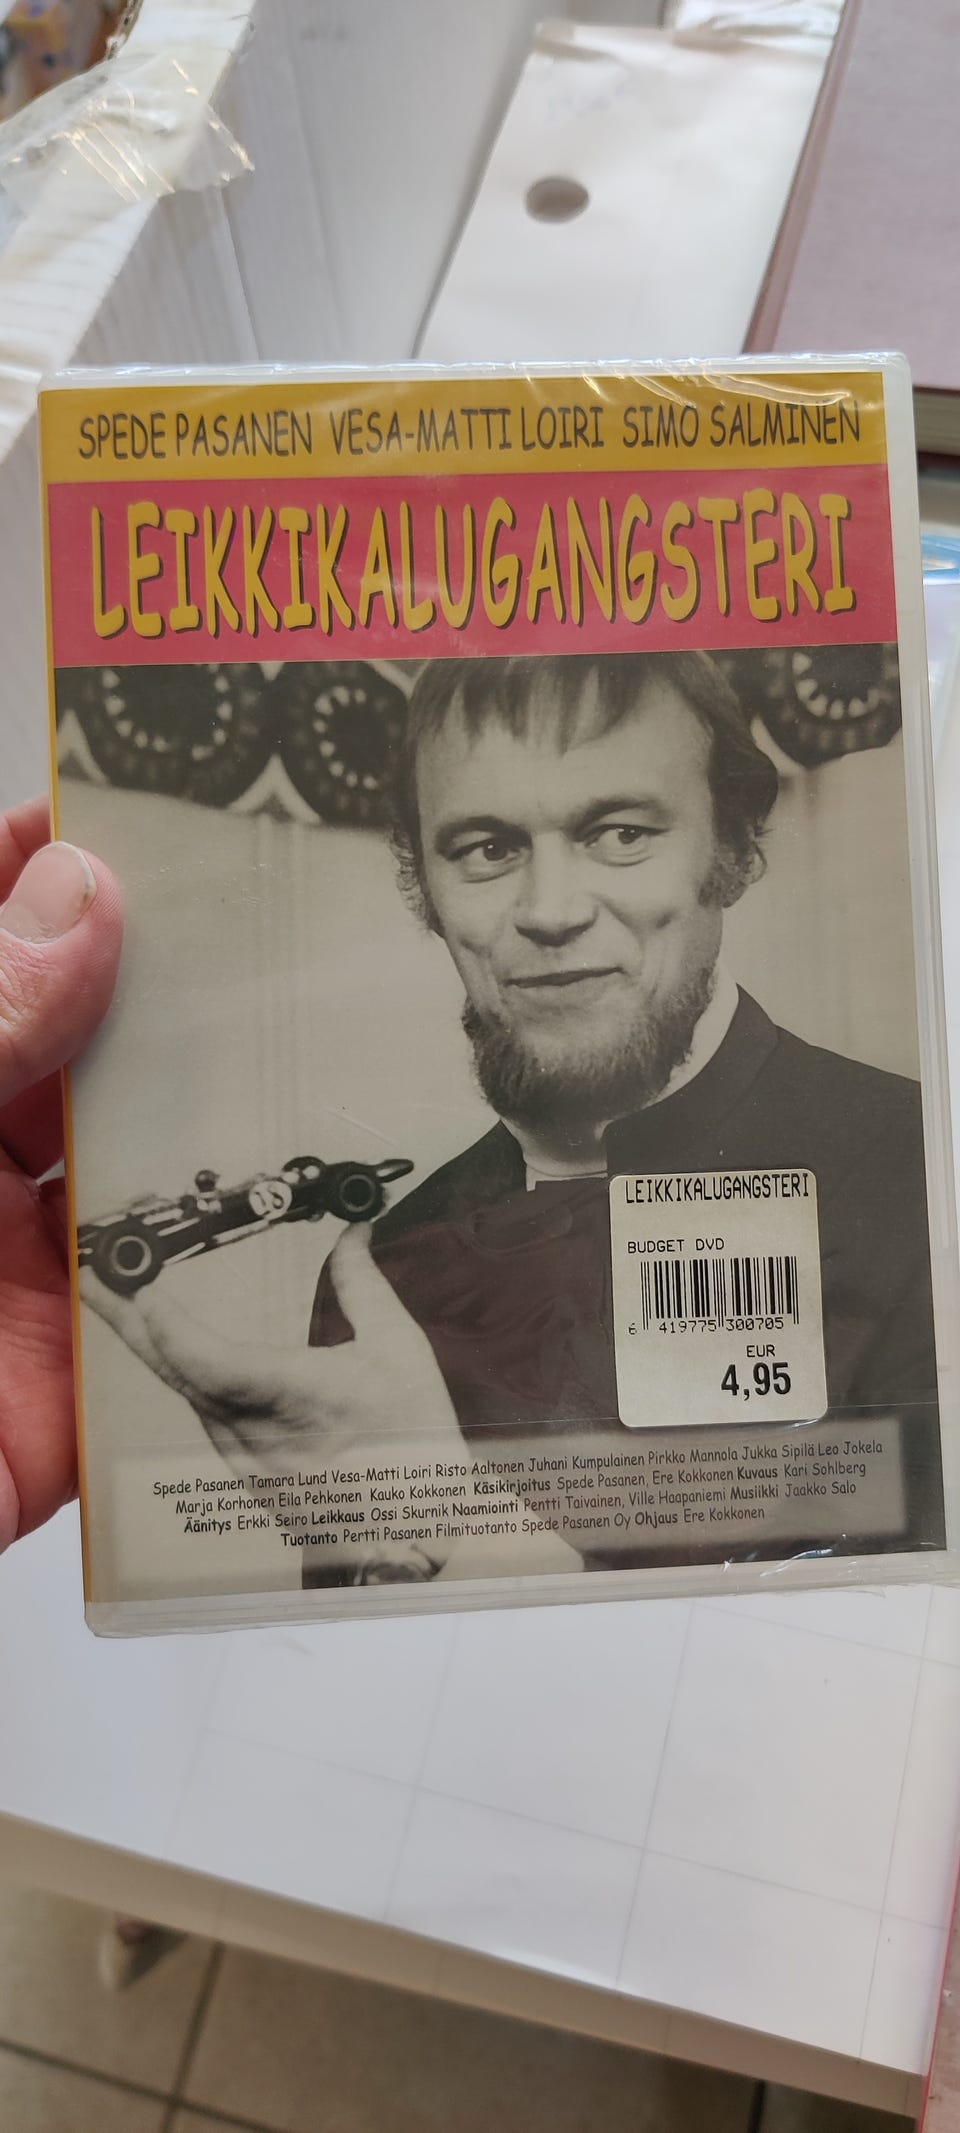 SPEDE PASANEN VESA-MATTI LOIRI SIMO SALMINEN
LEIKKIKALUGANGSTERI
16
LEIKKIKALUGANGSTERI
BUDGET DVD
6 419775 300705
EUR
4,95
Spede Pasanen Tamara Lund Vesa-Matti Loiri Risto Aaltonen Juhani Kumpulainen Pirkko Mannola Jukka Sipilä Leo Jokela
Marja Korhonen Eila Pehkonen Kauko Kokkonen Käsikirjoitus Spede Pasanen, Ere Kokkonen Kuvaus Kari Sohlberg
Äänitys Erkki Seiro Leikkaus Ossi Skurnik Naamiointi Pentti Taivainen, Ville Haapaniemi Musiikki Jaakko Salo
Tuotanto Pertti Pasanen Filmituotanto Spede Pasanen Oy Ohjaus Ere Kokkonen